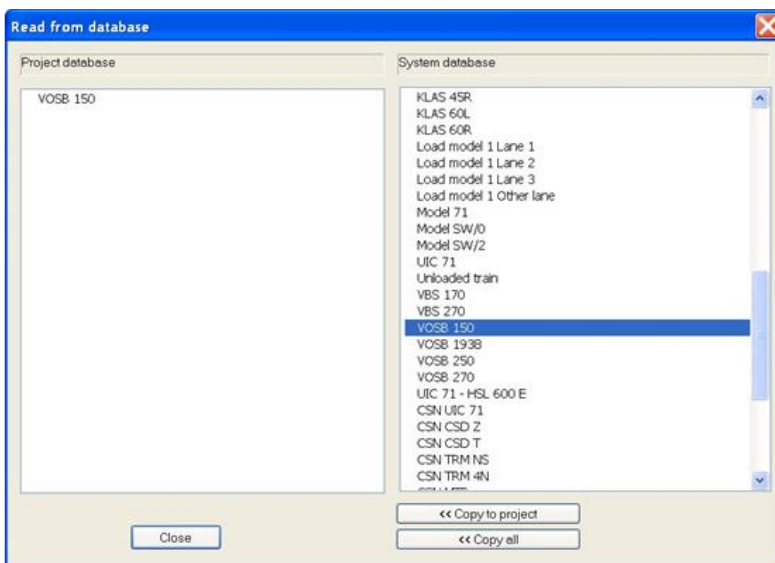 Read from database
Project database
VOSB 150
System database
KLAS 45R
KLAS 60L
KLAS 60R
Load model 1 Lane 1
Load model 1 Lane 2
Load model 1 Lane 3
Load model 1 Other lane
Model 71
Model SW/0
Model SW/2
UIC 71
Unloaded train
VBS 170
VBS 270
VOSB 150
VOSB 1938
VOSB 250
VOSB 270
UIC 71 - HSL 600 E
CSN UIC 71
CSN CSD Z
CSN CSD T
CSN TRM NS
CSN TRM 4N
<< Copy to project
<< Copy all
Close